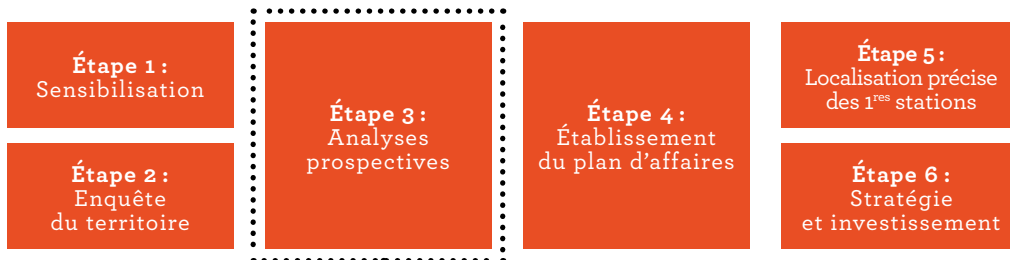 Étape 1 :
Sensibilisation
Étape 2 :
Enquête
du territoire
Étape 3 :
Analyses
prospectives
Étape 4 :
Établissement
du plan d'affaires
Étape 5 :
Localisation précise
des 1res stations
Étape 6 :
Stratégie
et investissement